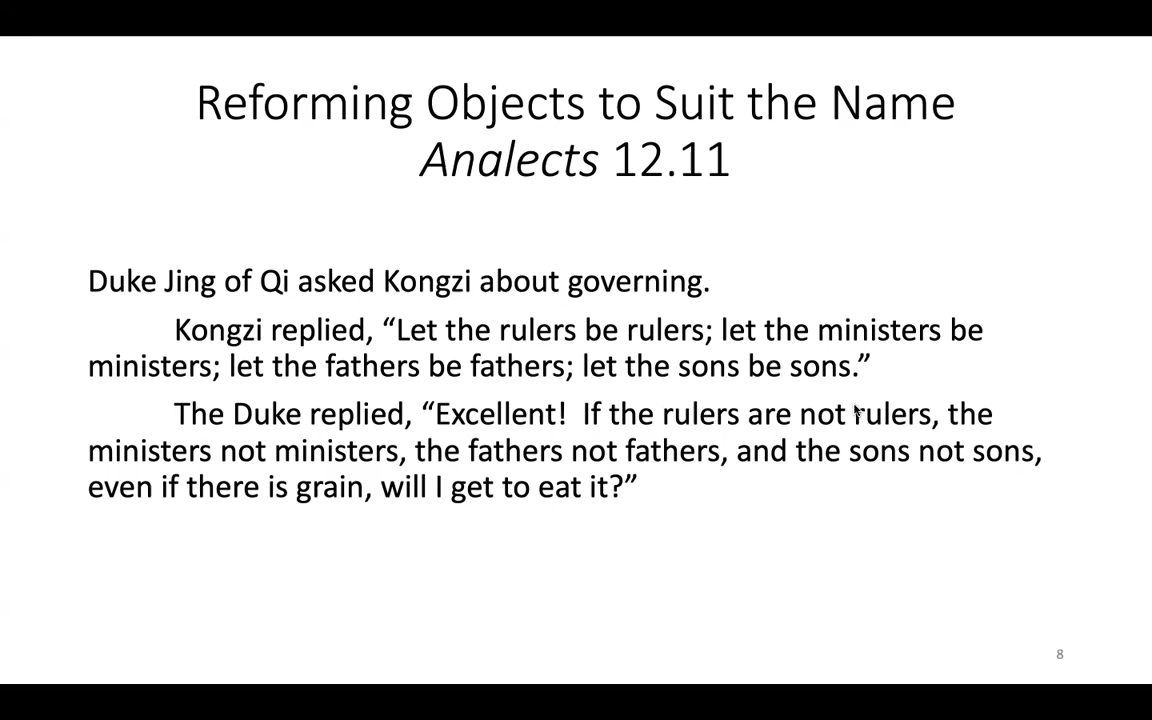 Reforming Objects to Suit the Name
Analects 12.11
Duke Jing of Qi asked Kongzi about governing.
Kongzi replied, “Let the rulers be rulers; let the ministers be
ministers; let the fathers be fathers; let the sons be sons.”
The Duke replied, “Excellent!  If the rulers are not rulers, the
ministers not ministers, the fathers not fathers, and the sons not sons,
even if there is grain, will I get to eat it?”
8